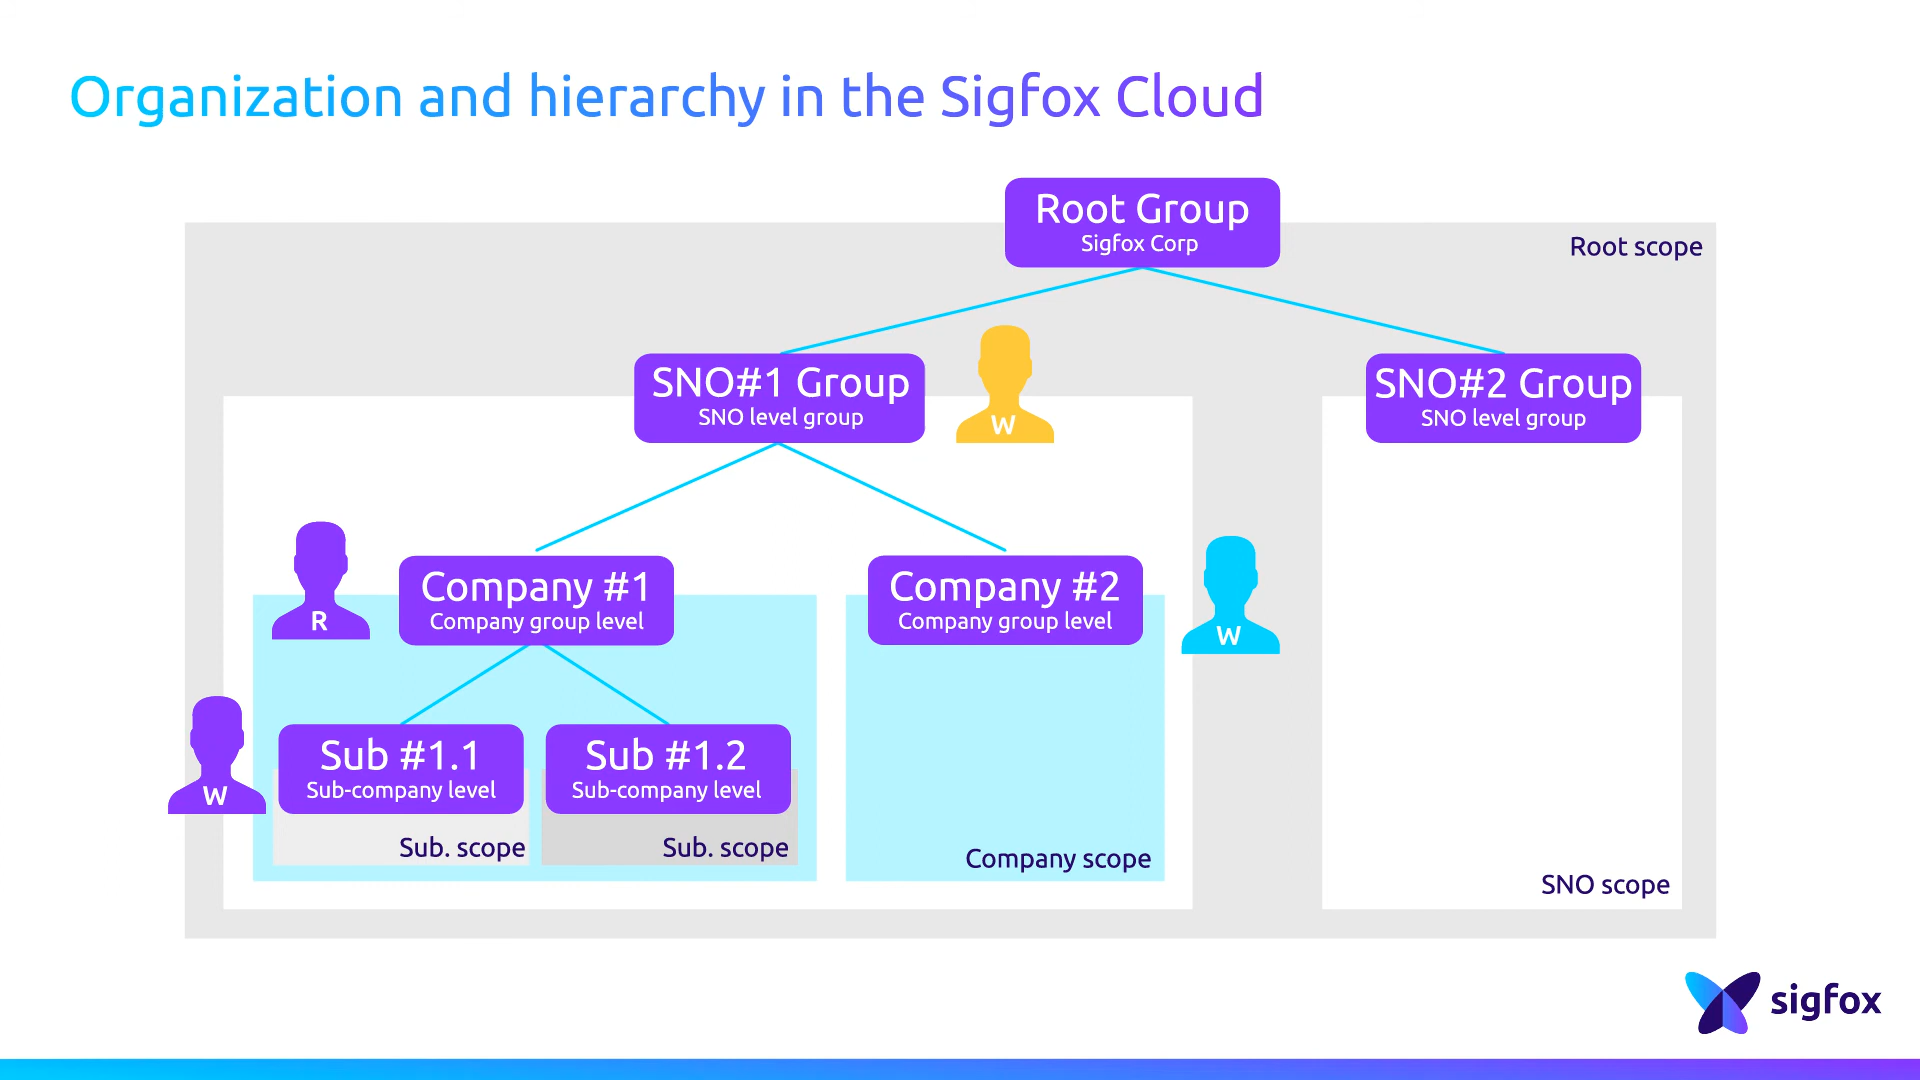 Organization and hierarchy in the Sigfox Cloud
Root Group
Sigfox Corp
Root scope
SNO#1 Group
SNO level group
W
SNO#2 Group
SNO level group
R
Company #1
Company group level
Company #2
Company group level
W
W
Sub #1.1
Sub-company level
Sub #1.2
Sub-company level
Sub. scope
Sub. scope
Company scope
SNO scope
sigfox